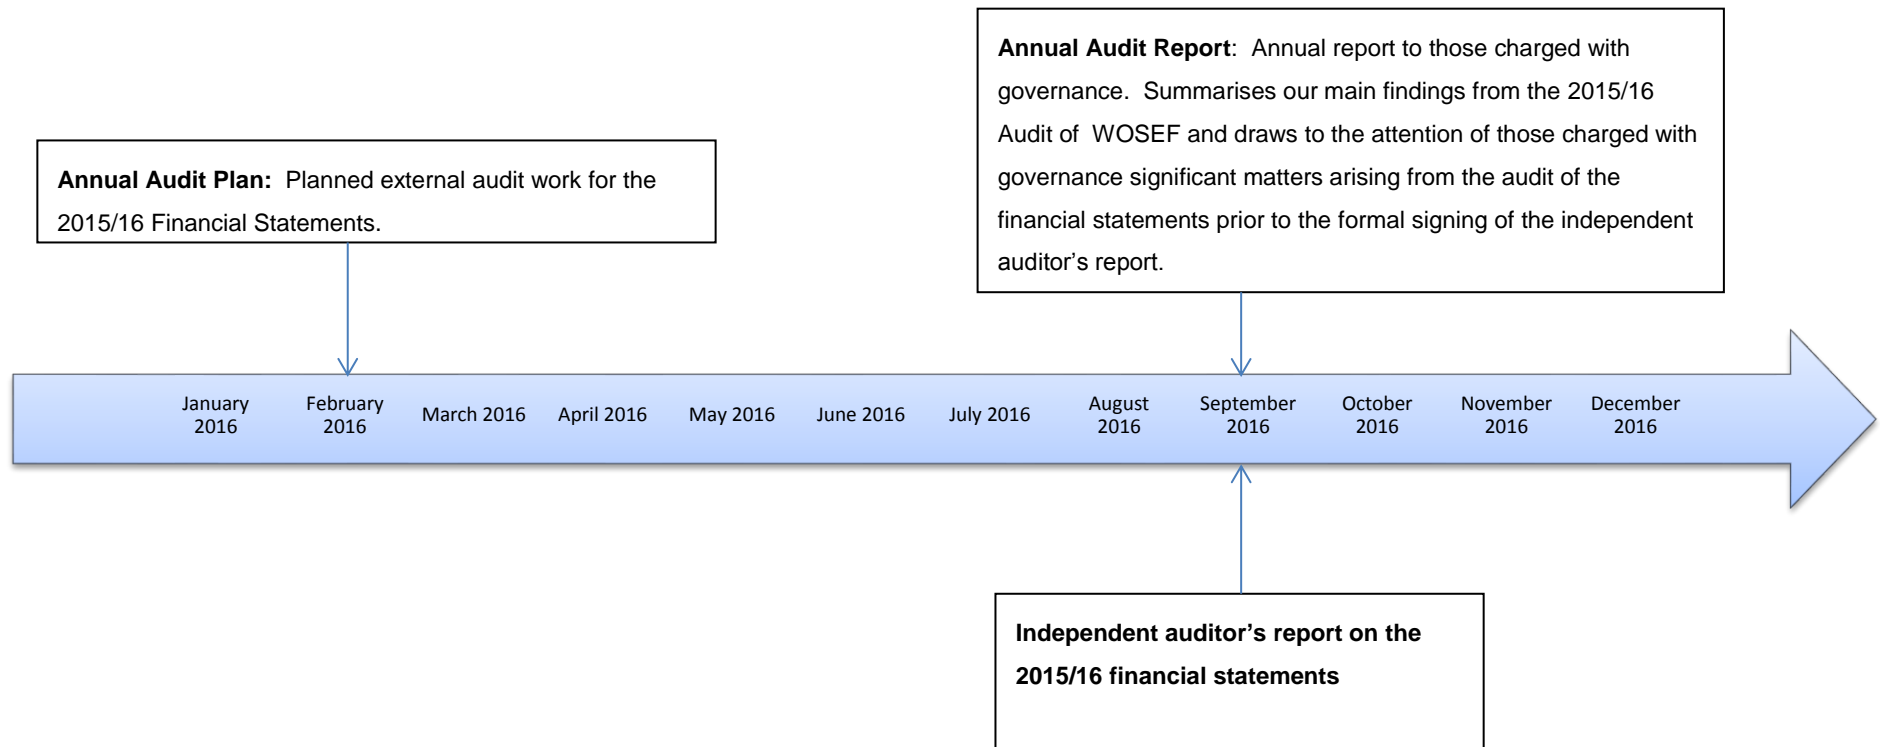 Annual Audit Report:  Annual report to those charged with
governance.  Summarises our main findings from the 2015/16
Audit of  WOSEF and draws to the attention of those charged with
governance significant matters arising from the audit of the
financial statements prior to the formal signing of the independent
auditor’s report.
Annual Audit Plan:  Planned external audit work for the
2015/16 Financial Statements.
January
2016
February
2016
March 2016
April 2016
May 2016
June 2016
July 2016
August
2016
September
2016
October
2016
November
2016
December
2016
Independent auditor’s report on the
2015/16 financial statements